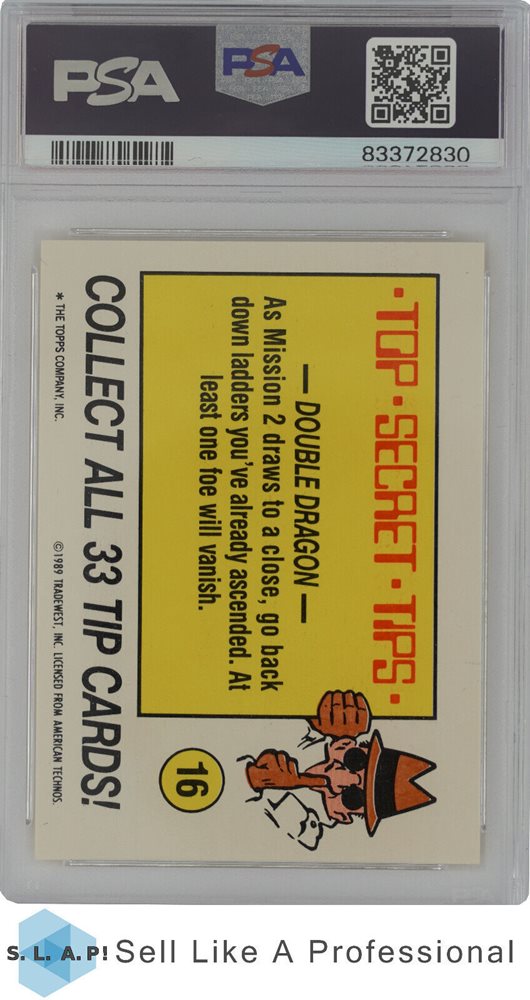 PSA
PSA
83372830
·TOP·SECRET·TIPS·
— DOUBLE DRAGON —
As Mission 2 draws to a close, go back
down ladders you've already ascended. At
least one foe will vanish.
16
COLLECT ALL 33 TIP CARDS!
* THE TOPPS COMPANY, INC.
©1989 TRADEWEST, INC. LICENSED FROM AMERICAN TECHNOS.
S. L. A. P! Sell Like A Professional